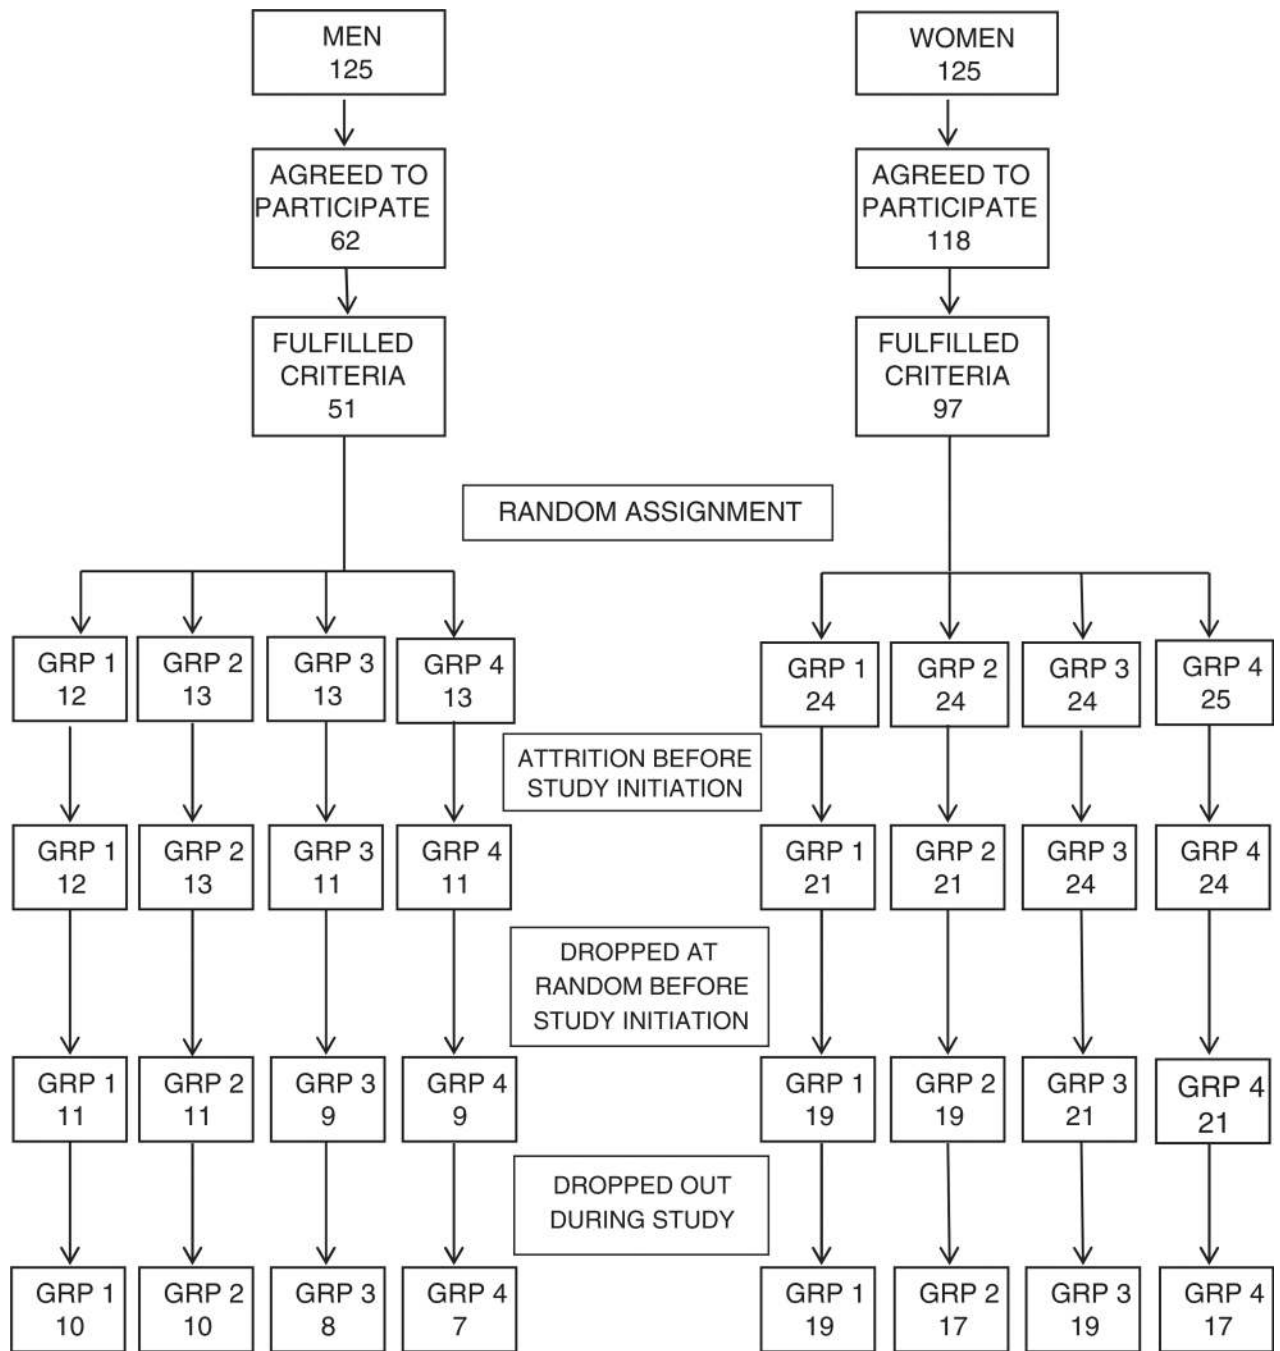 MEN
125
WOMEN
125
AGREED TO
PARTICIPATE
62
AGREED TO
PARTICIPATE
118
FULFILLED
CRITERIA
51
FULFILLED
CRITERIA
97
RANDOM ASSIGNMENT
GRP 1
12
GRP 2
13
GRP 3
13
GRP 4
13
GRP 1
24
GRP 2
24
GRP 3
24
GRP 4
25
ATTRITION BEFORE
STUDY INITIATION
GRP 1
12
GRP 2
13
GRP 3
11
GRP 4
11
GRP 1
21
GRP 2
21
GRP 3
24
GRP 4
24
DROPPED AT
RANDOM BEFORE
STUDY INITIATION
GRP 1
11
GRP 2
11
GRP 3
9
GRP 4
9
GRP 1
19
GRP 2
19
GRP 3
21
GRP 4
21
DROPPED OUT
DURING STUDY
GRP 1
10
GRP 2
10
GRP 3
8
GRP 4
7
GRP 1
19
GRP 2
17
GRP 3
19
GRP 4
17